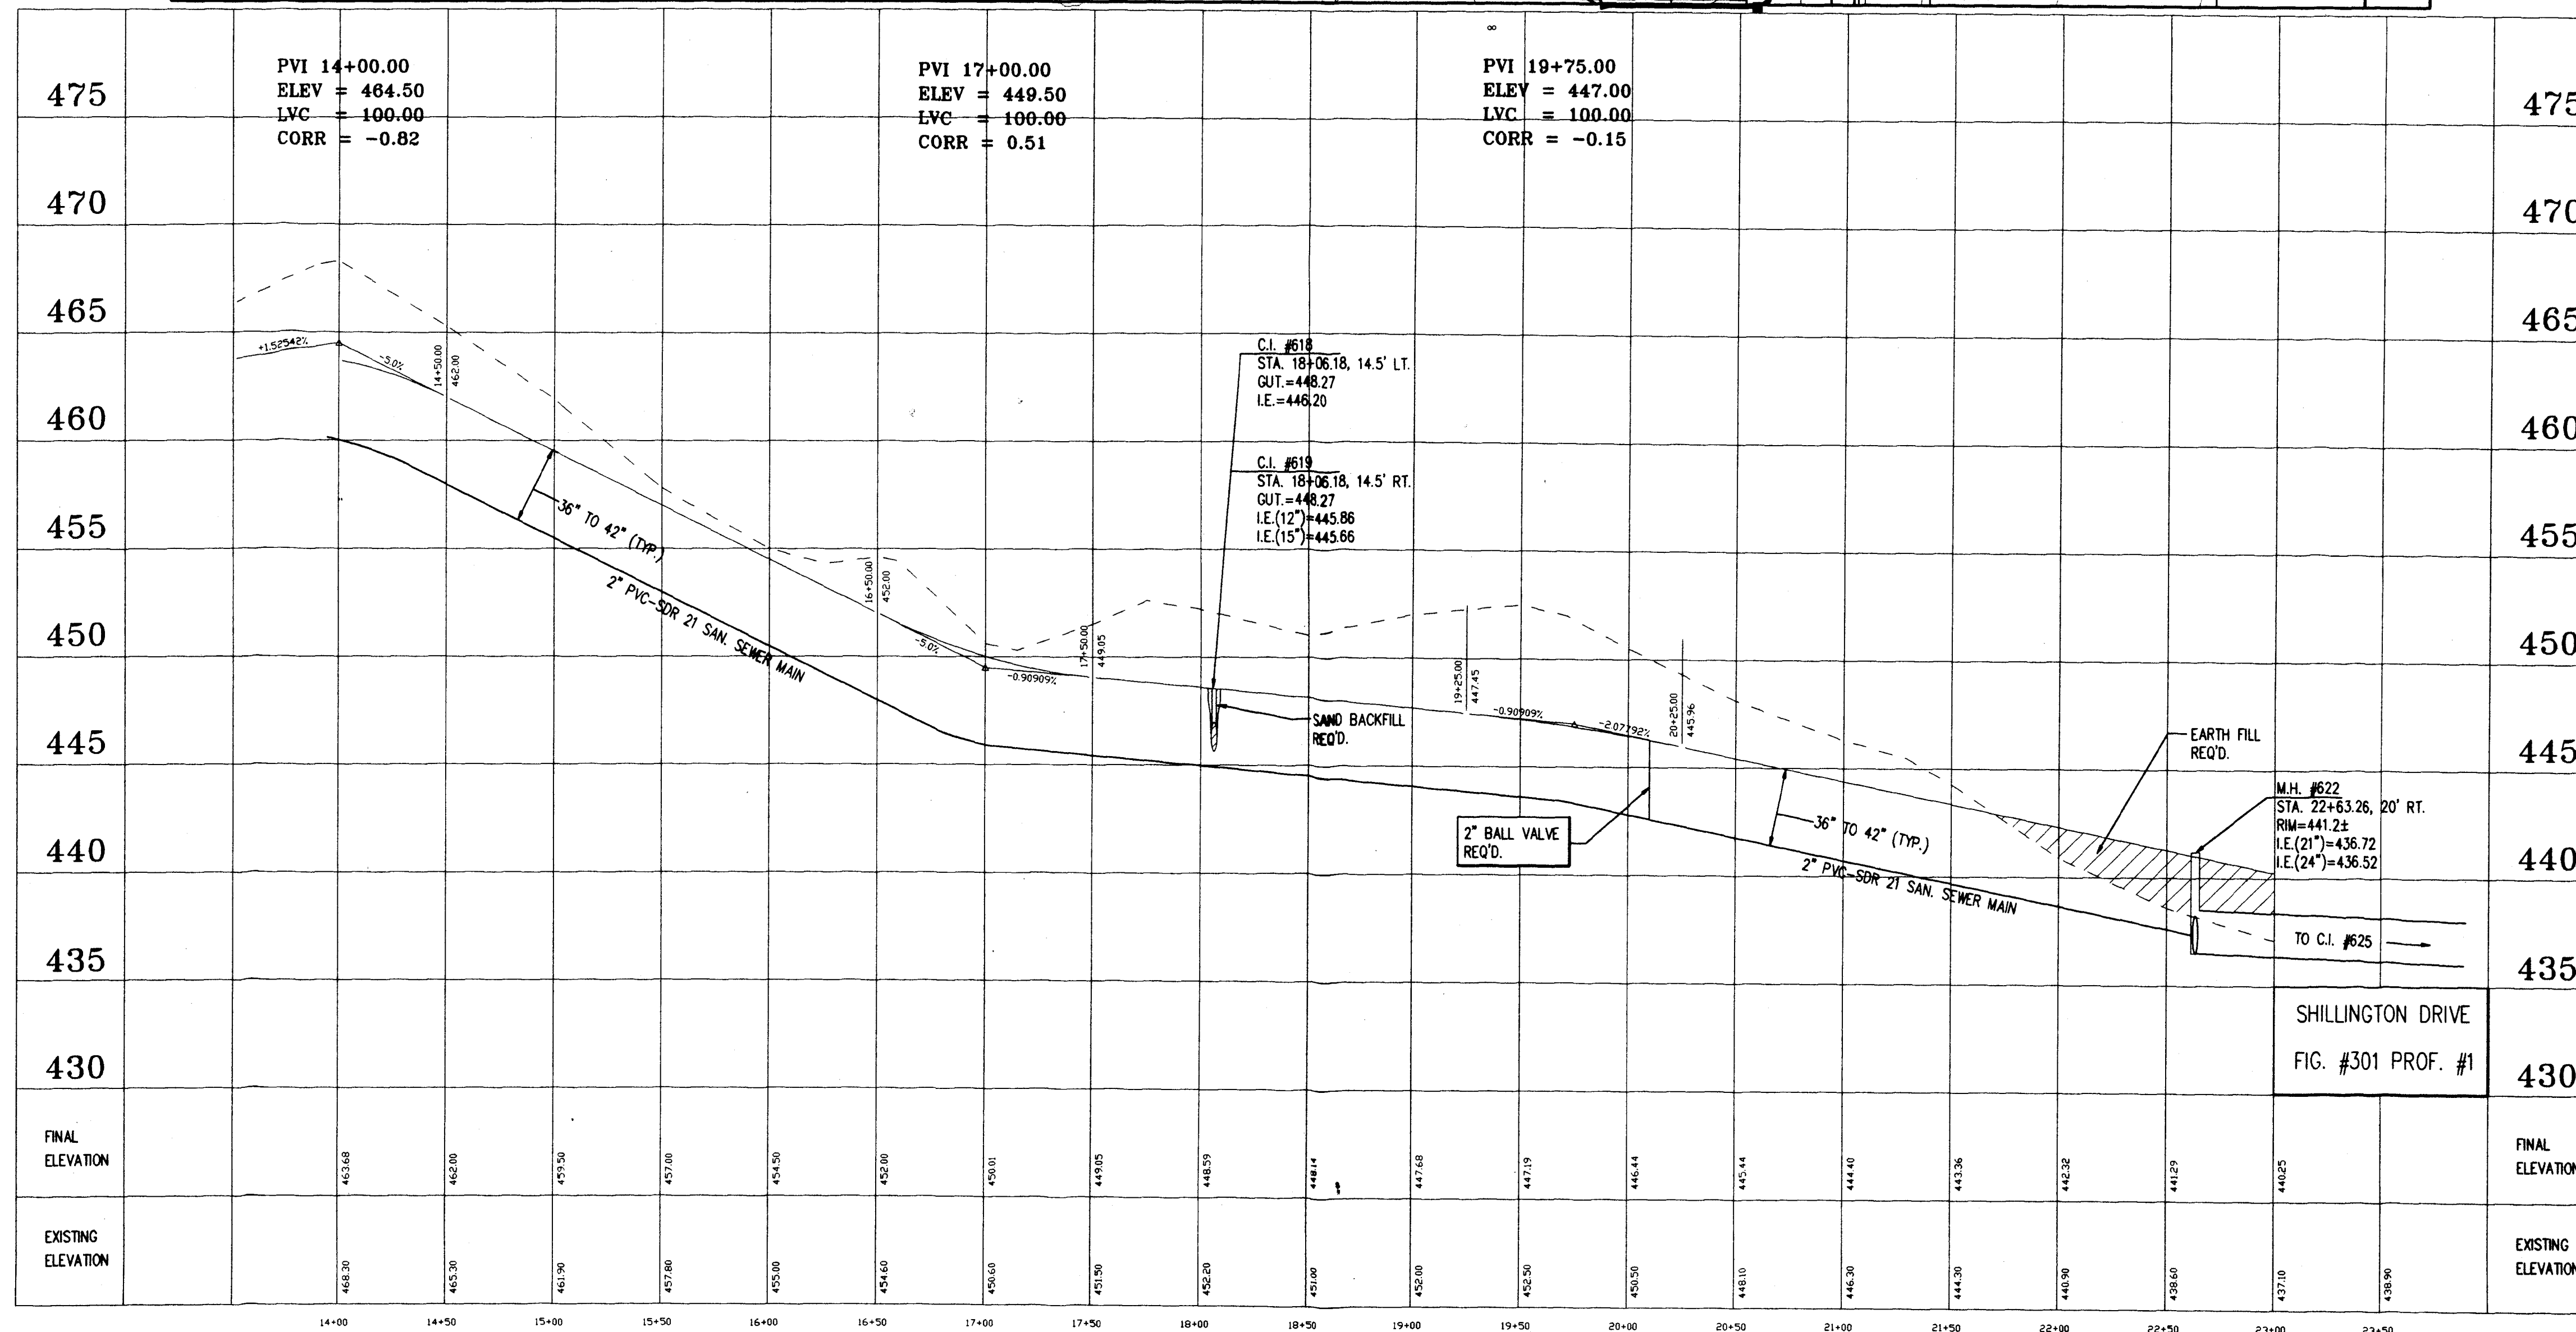 PVI 14+00.00
ELEV = 464.50
LVC = 100.00
CORR = -0.82
PVI 17+00.00
ELEV = 449.50
LVC = 100.00
CORR = 0.51
PVI 19+75.00
ELEV = 447.00
LVC = 100.00
CORR = -0.15
475
470
465
460
455
450
445
440
435
430
475
470
465
460
455
450
445
440
435
430
+1.52542%
-5.0%
14+50.00
462.00
36" TO 42" (TYP.)
2" PVC-SDR 21 SAN. SEWER MAIN
16+50.00
452.00
-5.0%
-0.90909%
17+50.00
449.05
C.I. #618
STA. 18+06.18, 14.5' LT.
GUT.=448.27
I.E.=446.20
C.I. #619
STA. 18+06.18, 14.5' RT.
GUT.=448.27
I.E.(12")=445.86
I.E.(15")=445.66
SAND BACKFILL
REQ'D.
19+25.00
447.45
-0.90909%
-2.07792%
20+25.00
445.96
2" BALL VALVE
REQ'D.
36" TO 42" (TYP.)
2" PVC-SDR 21 SAN. SEWER MAIN
EARTH FILL
REQ'D.
M.H. #622
STA. 22+63.26, 20' RT.
RIM=441.2±
I.E.(21")=436.72
I.E.(24")=436.52
TO C.I. #625
SHILLINGTON DRIVE
FIG. #301 PROF. #1
FINAL
ELEVATION
463.68
462.00
459.50
457.00
454.50
452.00
450.01
449.05
448.59
448.14
447.68
447.19
446.44
445.44
444.40
443.36
442.32
441.29
440.25
FINAL
ELEVATION
EXISTING
ELEVATION
468.30
465.30
461.90
457.80
455.00
454.60
450.60
451.50
452.20
451.00
452.00
452.50
450.50
448.10
446.30
444.30
440.90
438.60
437.10
438.90
EXISTING
ELEVATION
14+00
14+50
15+00
15+50
16+00
16+50
17+00
17+50
18+00
18+50
19+00
19+50
20+00
20+50
21+00
21+50
22+00
22+50
23+00
23+50